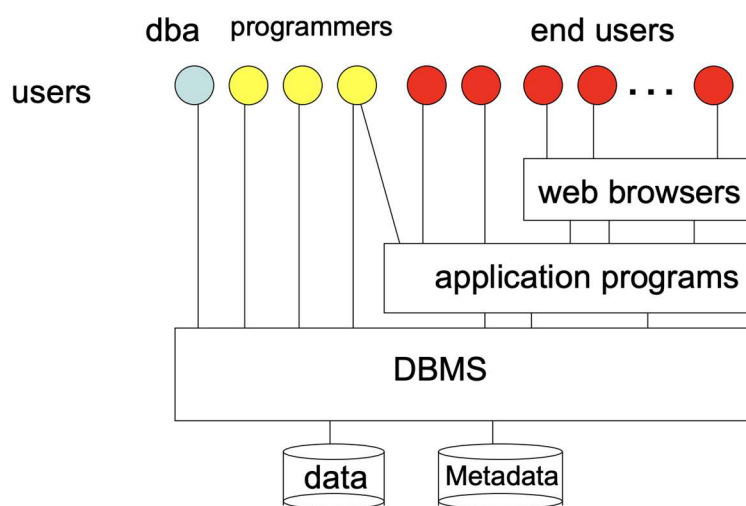 dba programmers end users
users
...
web browsers
application programs
DBMS
data Metadata